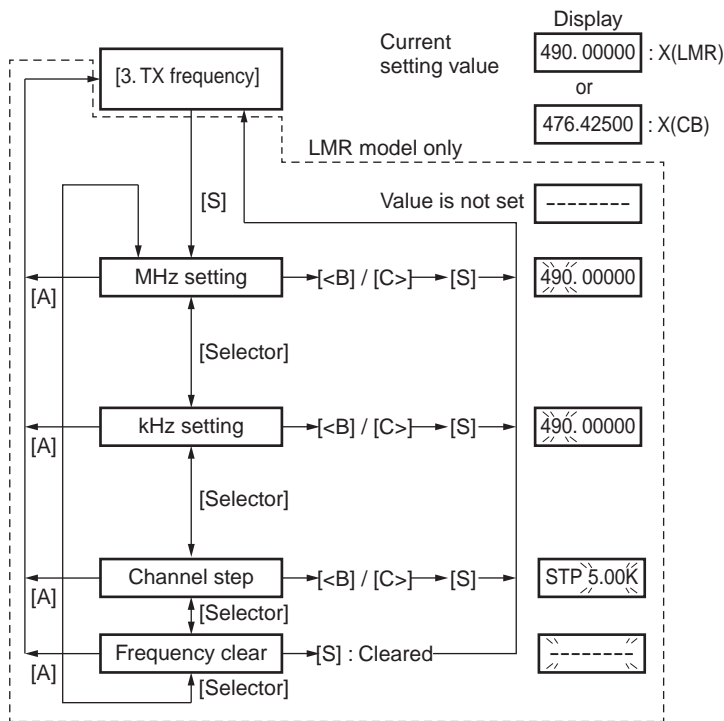 Display
Current
setting value
490. 00000 : X(LMR)
or
476.42500 : X(CB)
[3. TX frequency]
LMR model only
[S]
Value is not set
--------
MHz setting
[<B] / [C>]
[S]
490. 00000
[A]
[Selector]
kHz setting
[<B] / [C>]
[S]
490. 00000
[A]
[Selector]
Channel step
[<B] / [C>]
[S]
STP 5.00K
[A]
[Selector]
Frequency clear
[S] : Cleared
--------
[A]
[Selector]